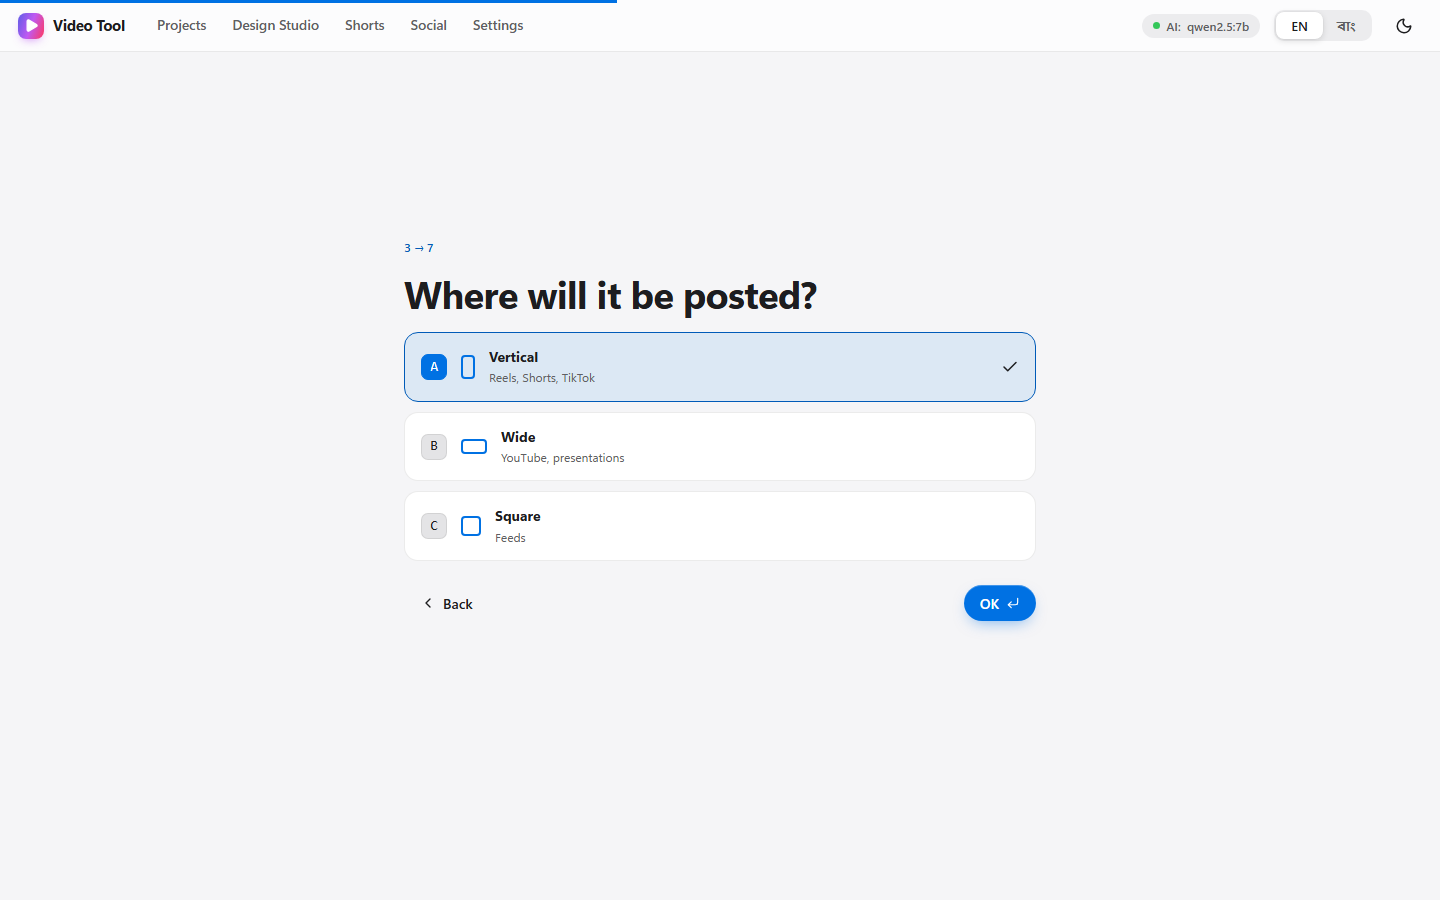 Video Tool
Projects
Design Studio
Shorts
Social
Settings
AI: qwen2.5:7b
EN
বাং
3 → 7
Where will it be posted?
A
Vertical
Reels, Shorts, TikTok
B
Wide
YouTube, presentations
C
Square
Feeds
Back
OK